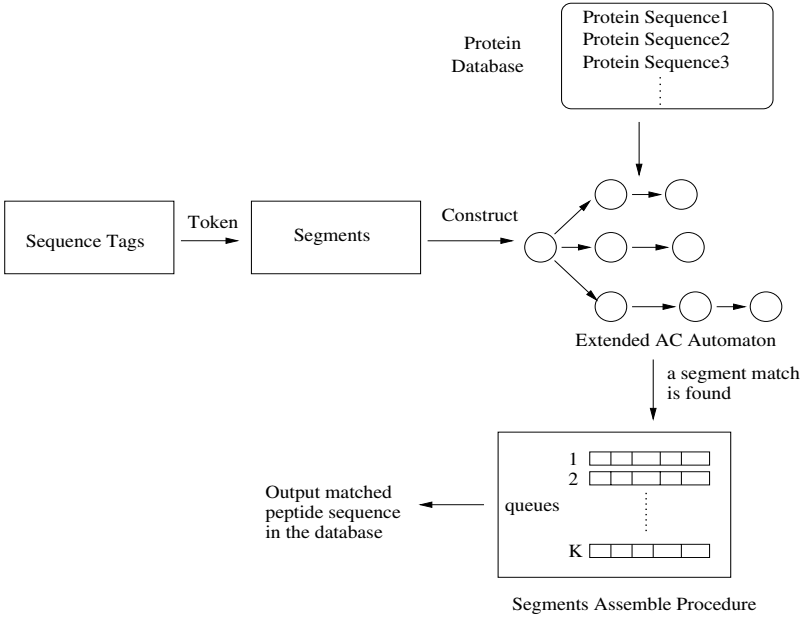 Protein
Database
Protein Sequence1
Protein Sequence2
Protein Sequence3
Sequence Tags
Token
Segments
Construct
Extended AC Automaton
a segment match
is found
1
2
queues
K
Output matched
peptide sequence
in the database
Segments Assemble Procedure